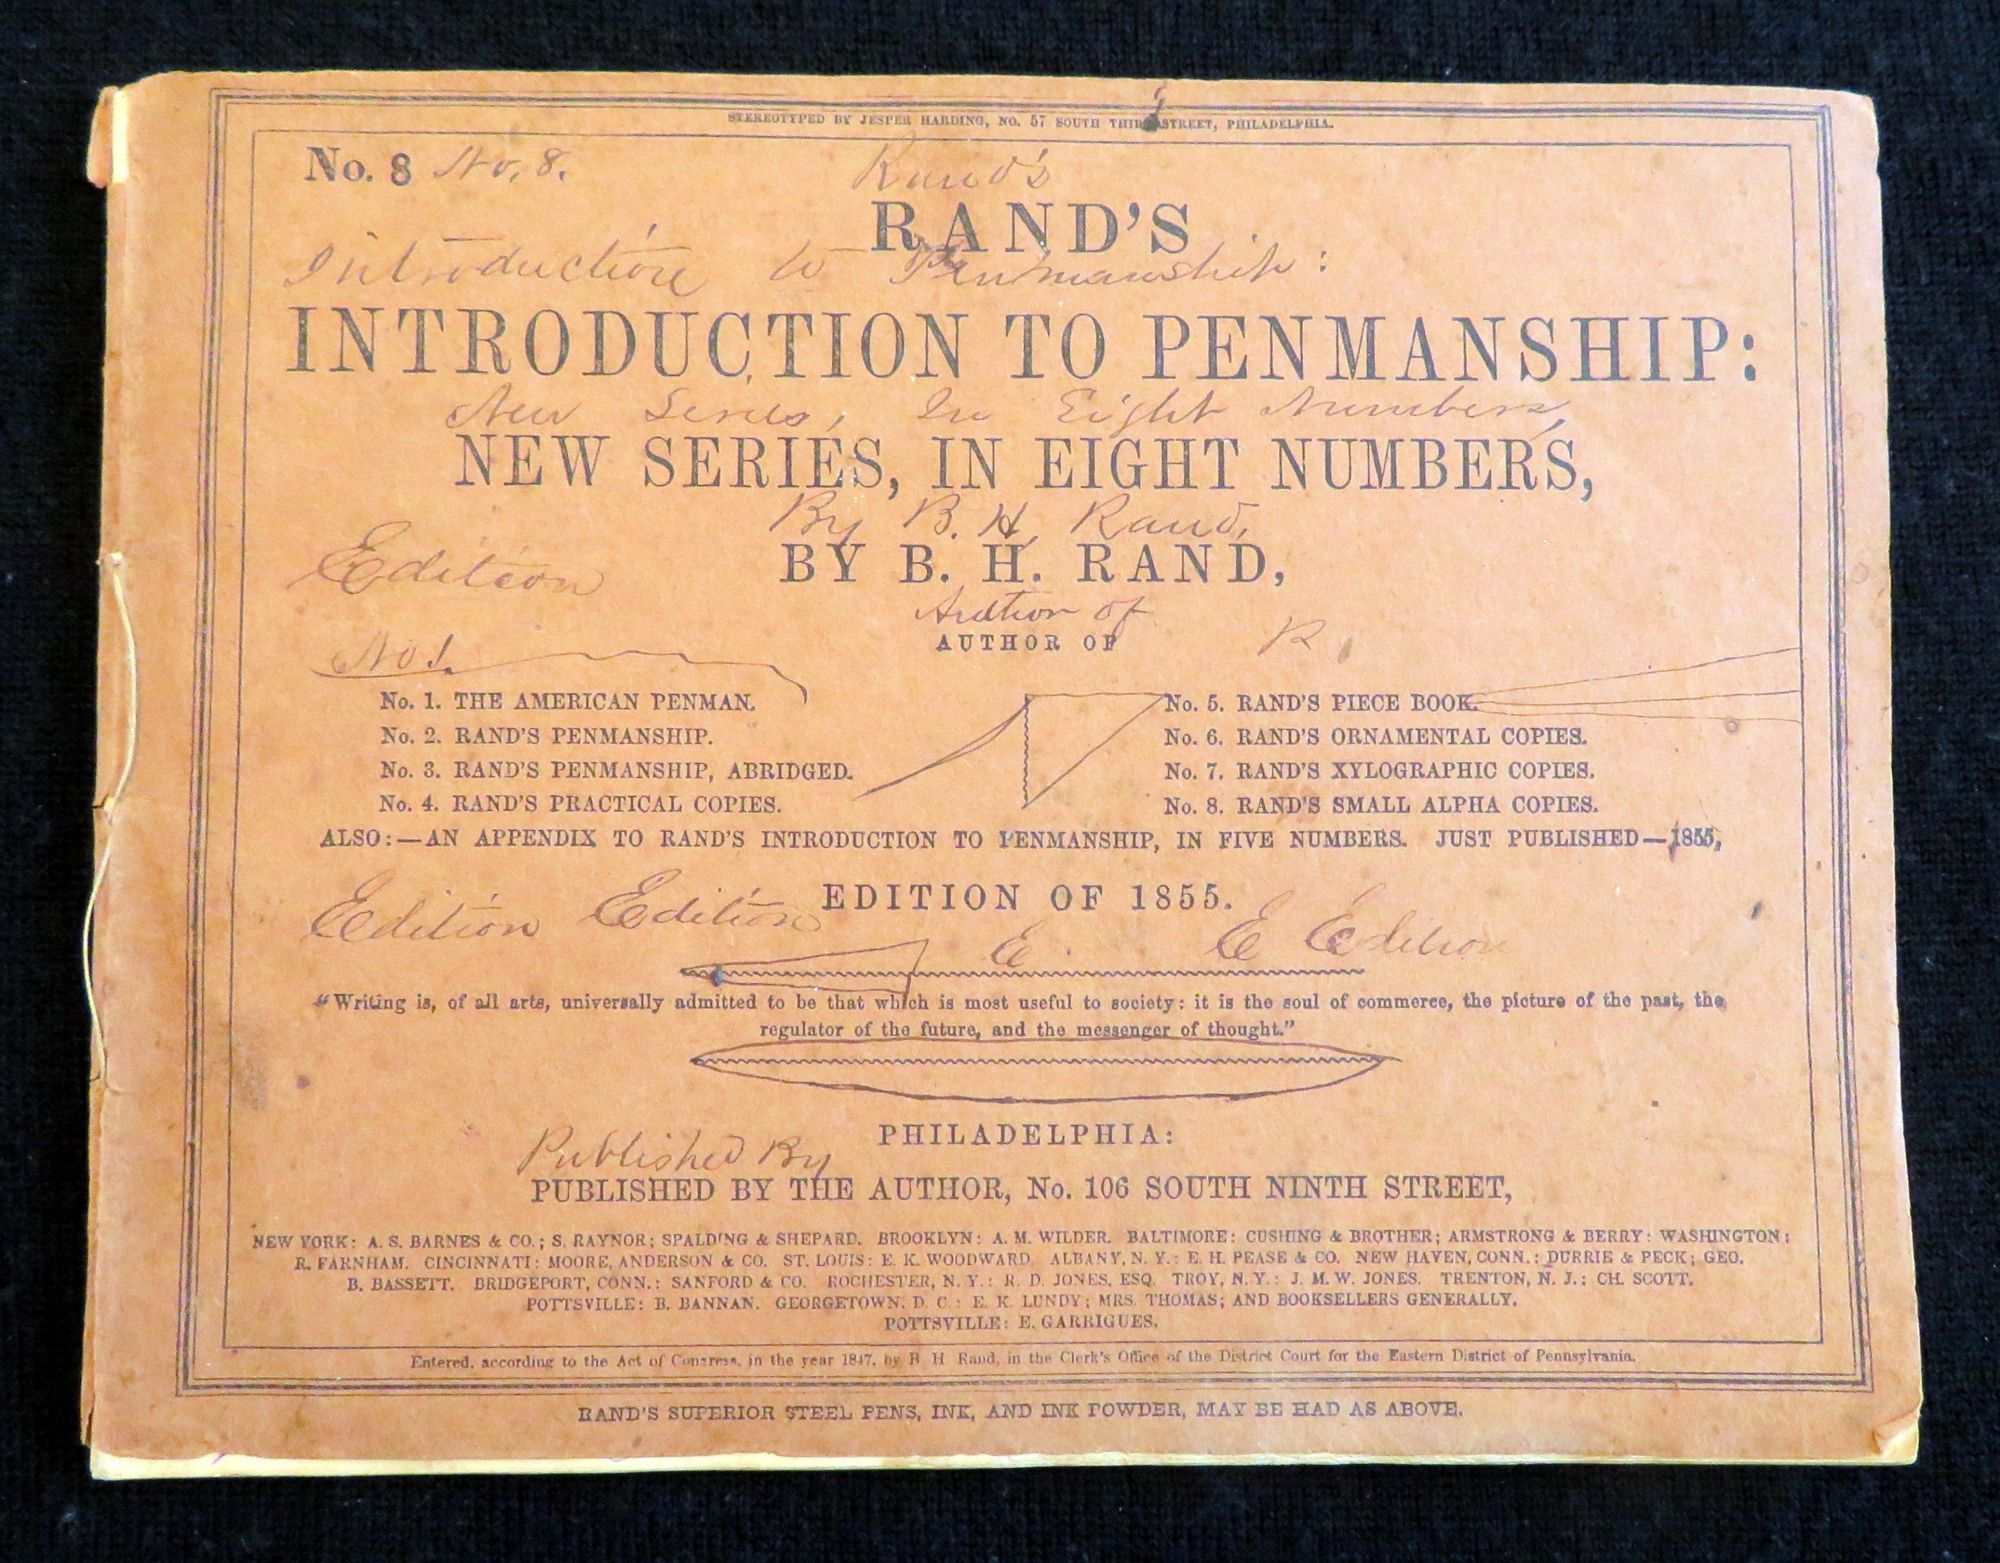 STEREOTYPED BY JESPER HARDING, NO. 57 SOUTH THIRD STREET, PHILADELPHIA.
No. 8 No. 8.
Rand's
RAND'S
Introduction to Penmanship:
INTRODUCTION TO PENMANSHIP:
New Series, In Eight Numbers,
NEW SERIES, IN EIGHT NUMBERS,
By B. H. Rand,
BY B. H. RAND,
Edition
Author of
AUTHOR OF
No 1. R
No. 1. THE AMERICAN PENMAN. No. 5. RAND'S PIECE BOOK.
No. 2. RAND'S PENMANSHIP. No. 6. RAND'S ORNAMENTAL COPIES.
No. 3. RAND'S PENMANSHIP, ABRIDGED. No. 7. RAND'S XYLOGRAPHIC COPIES.
No. 4. RAND'S PRACTICAL COPIES. No. 8. RAND'S SMALL ALPHA COPIES.
ALSO:—AN APPENDIX TO RAND'S INTRODUCTION TO PENMANSHIP, IN FIVE NUMBERS. JUST PUBLISHED—1855,
EDITION OF 1855.
Edition Edition E E Edition
"Writing is, of all arts, universally admitted to be that which is most useful to society: it is the soul of commerce, the picture of the past, the
regulator of the future, and the messenger of thought."
PHILADELPHIA:
Published By
PUBLISHED BY THE AUTHOR, No. 106 SOUTH NINTH STREET,
NEW YORK: A. S. BARNES & CO.; S. RAYNOR; SPALDING & SHEPARD. BROOKLYN: A. M. WILDER. BALTIMORE: CUSHING & BROTHER; ARMSTRONG & BERRY: WASHINGTON;
R. FARNHAM. CINCINNATI: MOORE, ANDERSON & CO. ST. LOUIS: E. K. WOODWARD. ALBANY, N. Y.: E. H. PEASE & CO. NEW HAVEN, CONN.: DURRIE & PECK; GEO.
B. BASSETT. BRIDGEPORT, CONN.: SANFORD & CO. ROCHESTER, N. Y.: R. D. JONES, ESQ. TROY, N. Y.: J. M. W. JONES. TRENTON, N. J.; CH. SCOTT.
POTTSVILLE: B. BANNAN. GEORGETOWN, D. C.: E. K. LUNDY; MRS. THOMAS; AND BOOKSELLERS GENERALLY.
POTTSVILLE: E. GARRIGUES.
Entered, according to the Act of Congress, in the year 1847, by B. H. Rand, in the Clerk's Office of the District Court for the Eastern District of Pennsylvania.
RAND'S SUPERIOR STEEL PENS, INK, AND INK POWDER, MAY BE HAD AS ABOVE.